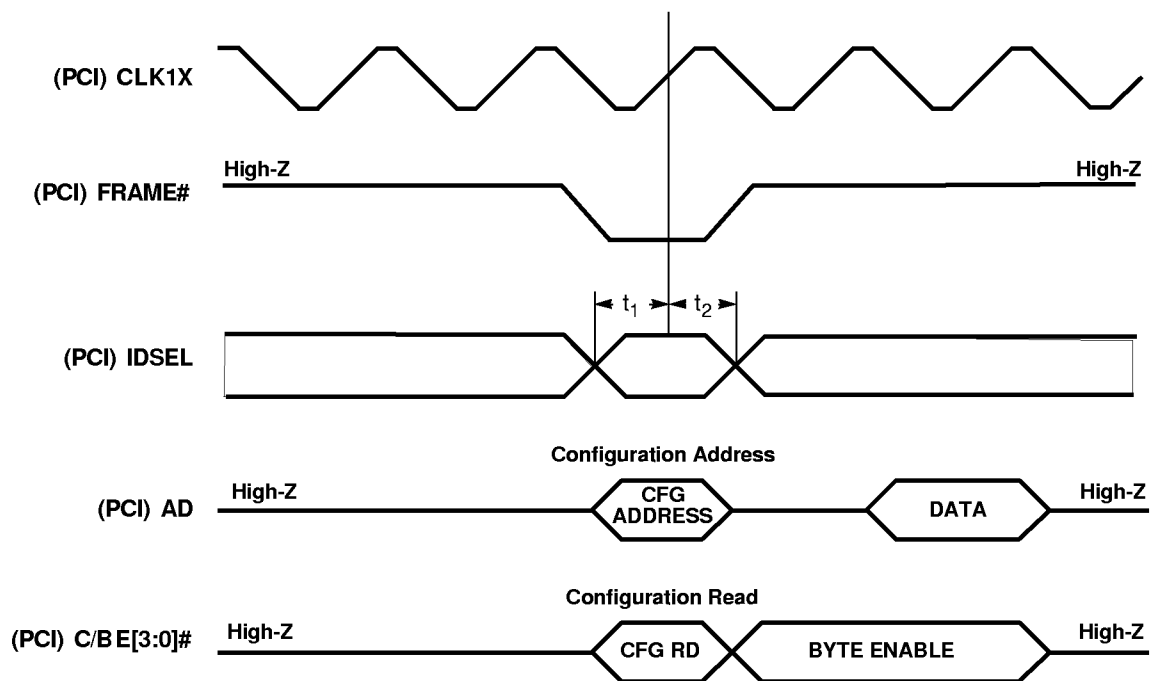 (PCI) CLK1X
High-Z
High-Z
(PCI) FRAME#
t1
t2
(PCI) IDSEL
Configuration Address
High-Z
CFG
ADDRESS
DATA
High-Z
(PCI) AD
Configuration Read
High-Z
CFG RD
BYTE ENABLE
High-Z
(PCI) C/BE[3:0]#